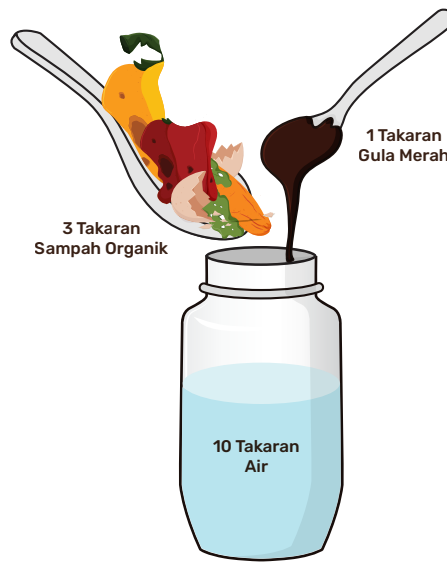 1 Takaran
Gula Merah
3 Takaran
Sampah Organik
10 Takaran
Air